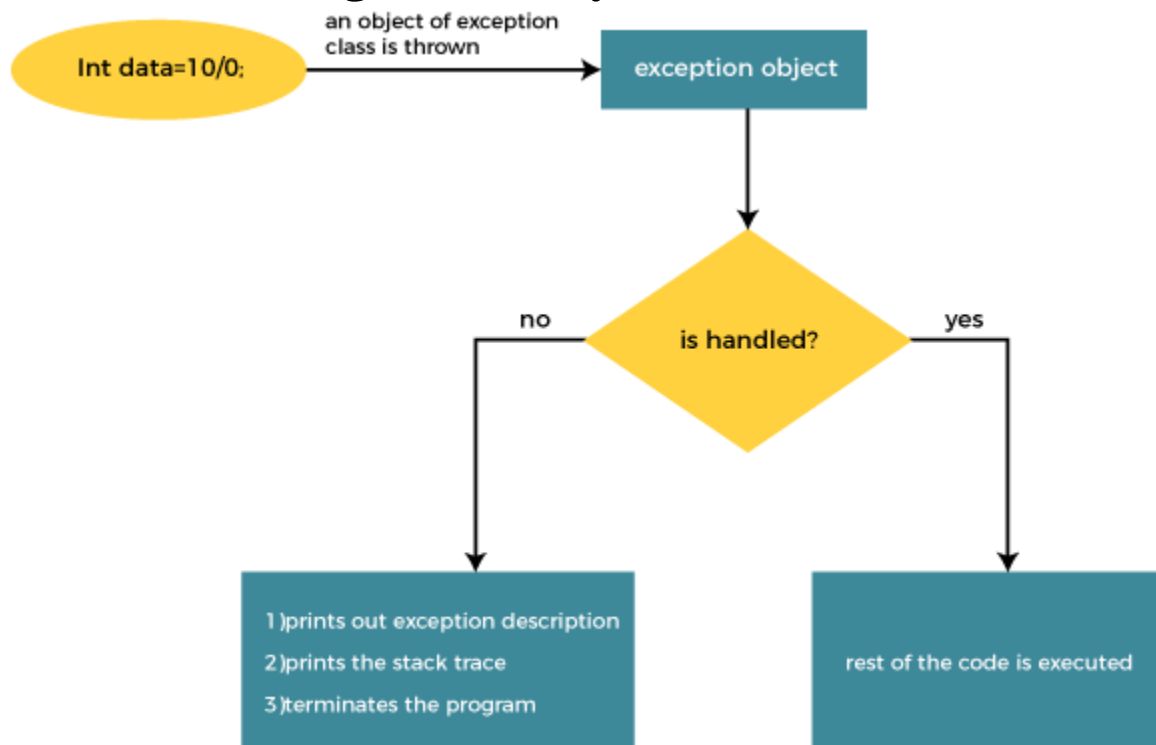 an object of exception
class is thrown
Int data=10/0;
exception object
no
is handled?
yes
1)prints out exception description
2)prints the stack trace
3)terminates the program
rest of the code is executed